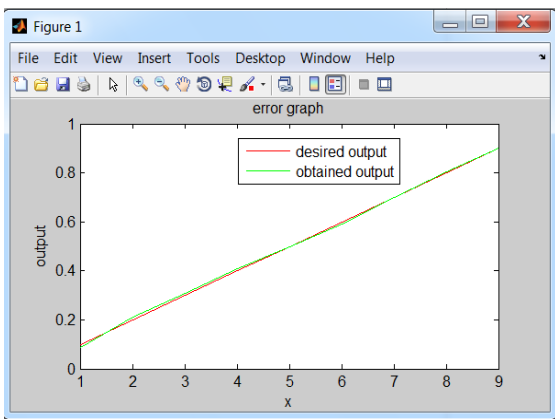 Figure 1
File Edit View Insert Tools Desktop Window Help
error graph
1
0.8
0.6
0.4
0.2
0
output
desired output
obtained output
1 2 3 4 5 6 7 8 9
x